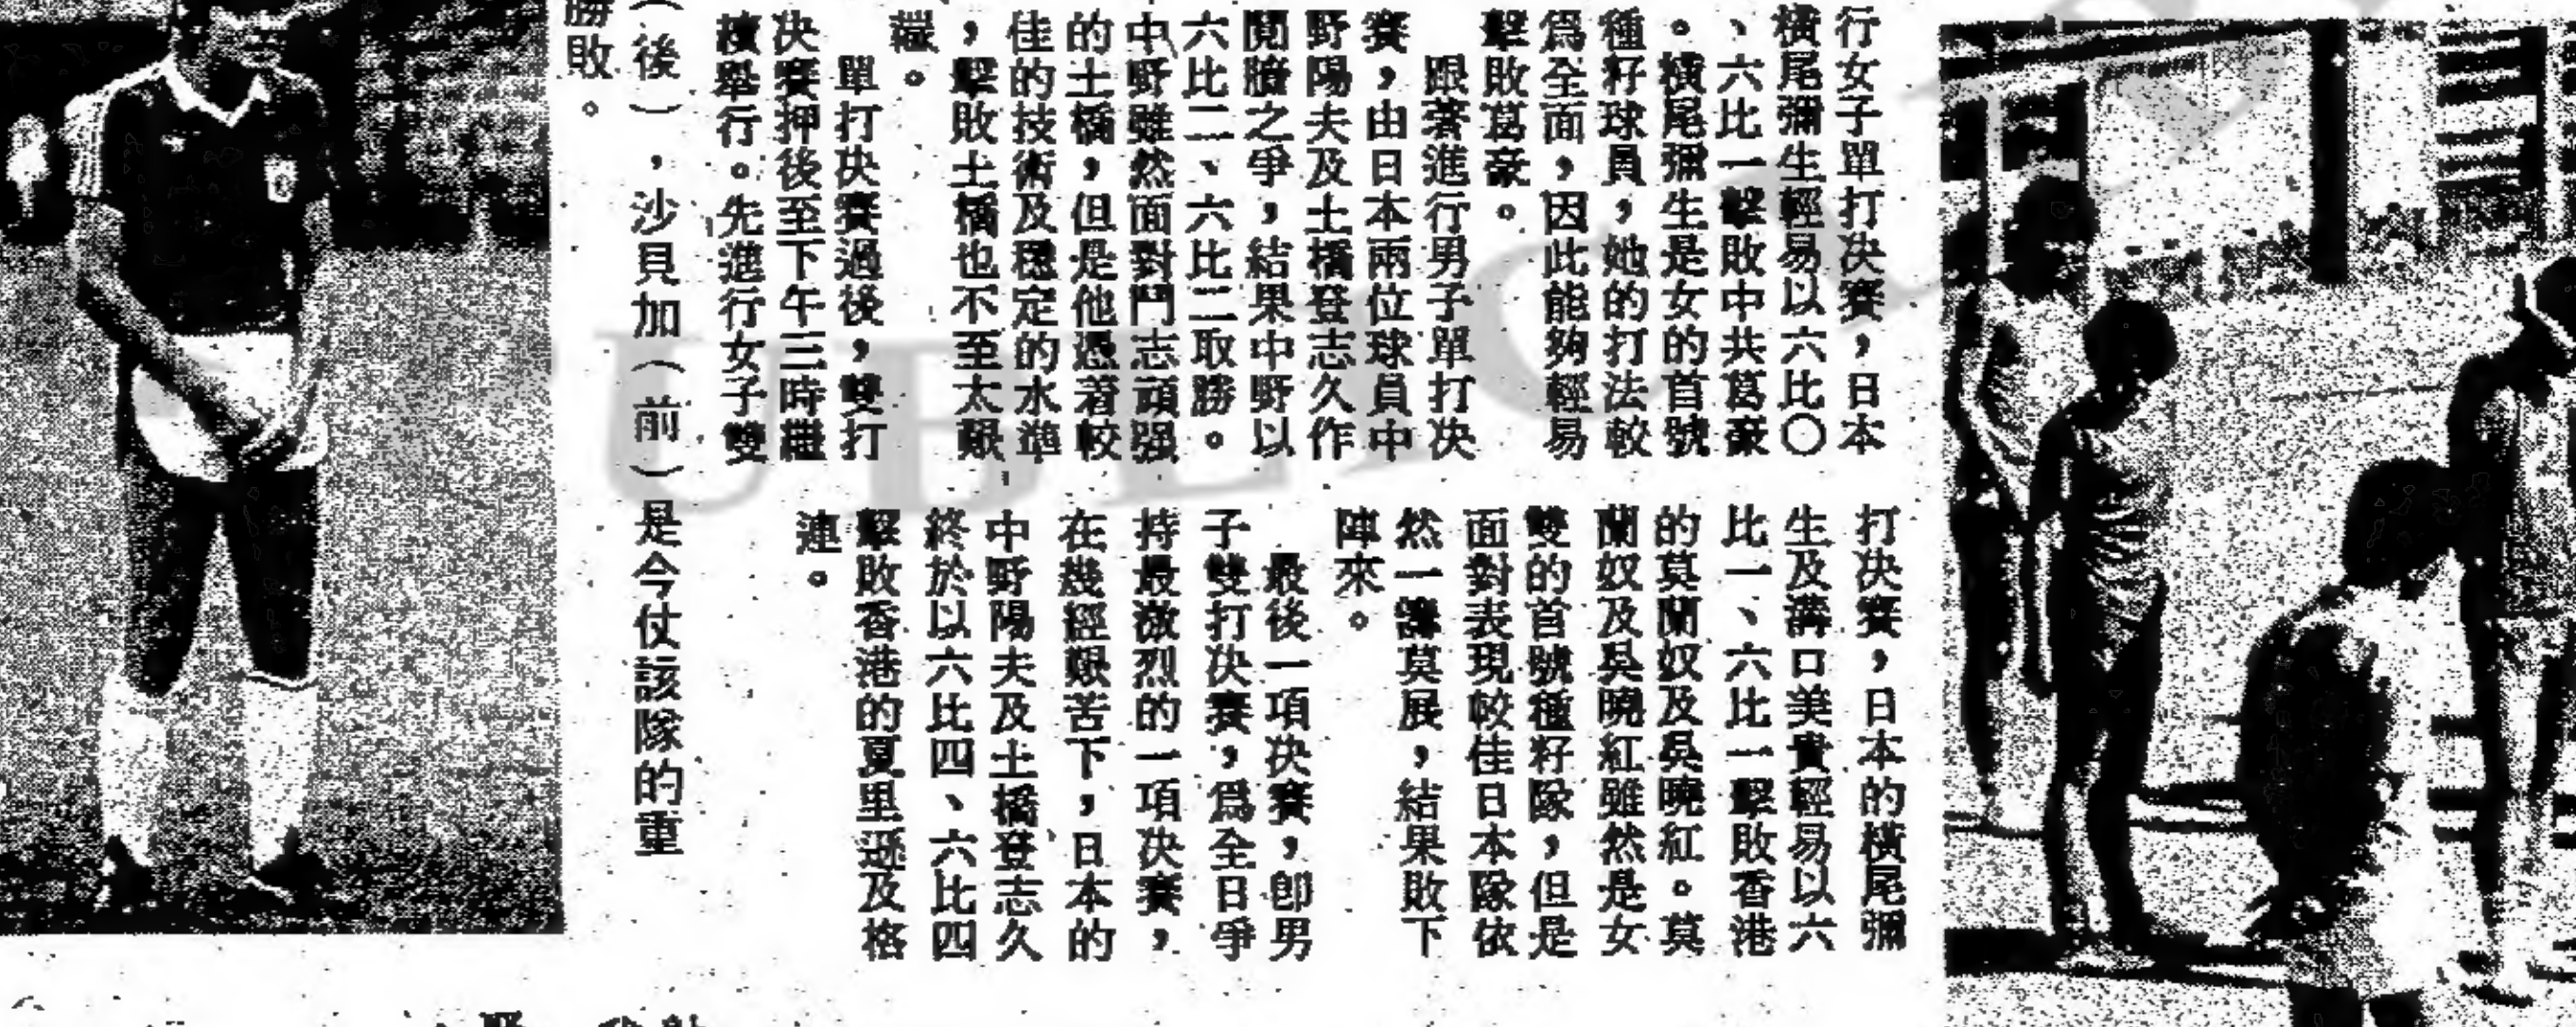 行女子單打决賽，日本
橫尾彌生輕易以六比〇
、六比一擊敗中共葛豪
。橫尾彌生是女的首號
種籽球員，她的打法較
爲全面，因此能夠輕易
擊敗葛豪。
跟著進行男子單打决
賽，由日本兩位球員中
野陽夫及土橋登志久作
鬩牆之爭，結果中野以
六比二、六比二取勝。
中野雖然面對鬥志頑强
的土橋，但是他憑着較
佳的技術及穩定的水準
，擊敗土橋也不至太艱
單打决賽過後，雙打
决賽押後至下午三時繼
續舉行。先進行女子雙
打决賽，日本的橫尾彌
生及溝口美貴輕易以六
比一、六比一擊敗香港
的莫蘭奴及吳曉紅。莫
蘭奴及吳曉紅雖然是女
雙的首號種籽隊，但是
面對表現較佳日本隊依
然一籌莫展，結果敗下
陣來。
最後一項决賽，卽男
子雙打决賽，爲全日爭
持最激烈的一項决賽，
在幾經艱苦下，日本的
中野陽夫及土橋登志久
終於以六比四、六比四
擊敗香港的夏里遜及格
連。
（後），沙貝加（前）是今仗該隊的重
勝敗。
PUBLIC